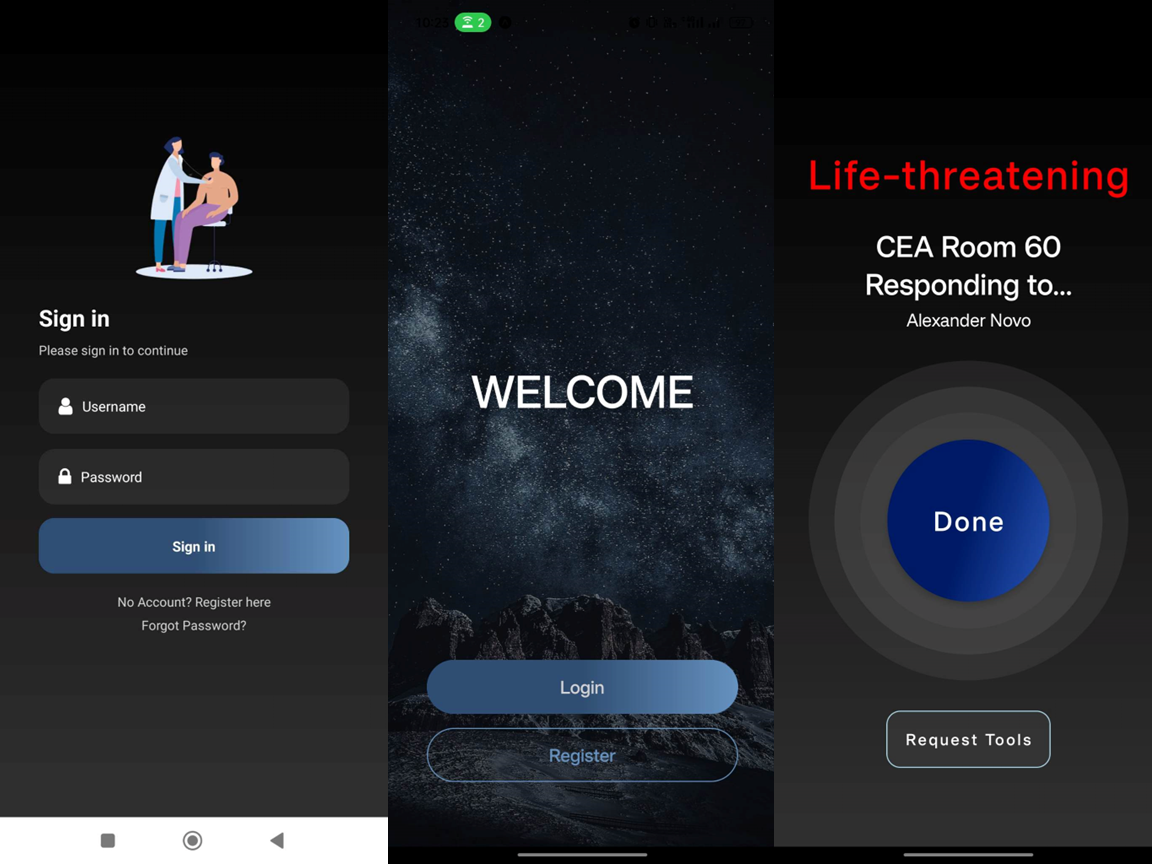 Sign in
Please sign in to continue
Username
Password
Sign in
No Account? Register here
Forgot Password?
10:25
2
WELCOME
Login
Register
Life-threatening
CEA Room 60
Responding to...
Alexander Novo
Done
Request Tools